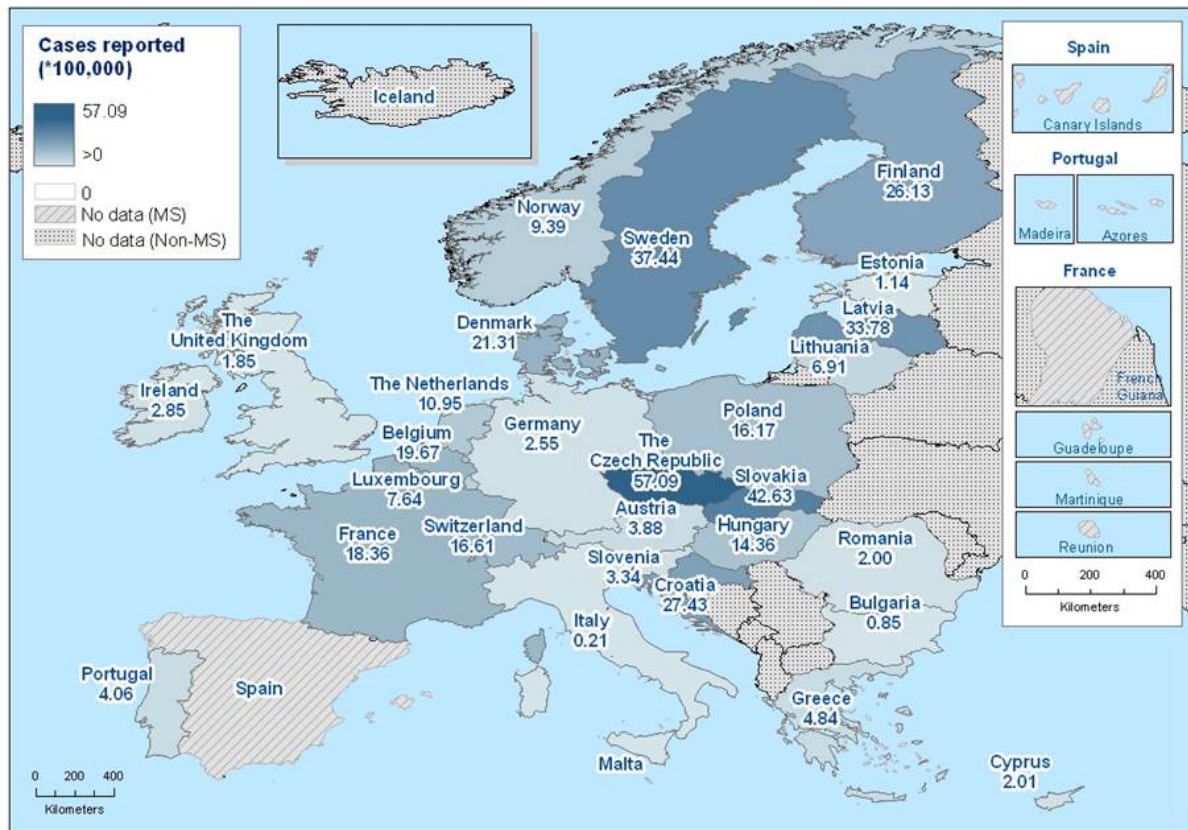 Cases reported
(*100,000)
57.09
>0
0
No data (MS)
No data (Non-MS)
Iceland
Spain
Canary Islands
Portugal
Madeira
Azores
France
French
Guiana
Guadeloupe
Martinique
Reunion
0 200 400
Kilometers
Finland
26.13
Norway
9.39
Sweden
37.44
Estonia
1.14
Latvia
33.78
Lithuania
6.91
Denmark
21.31
The
United Kingdom
1.85
Ireland
2.85
The Netherlands
10.95
Belgium
19.67
Luxembourg
7.64
Germany
2.55
Poland
16.17
The
Czech Republic
57.09
Slovakia
42.63
Austria
3.88
Hungary
14.36
France
18.36
Switzerland
16.61
Slovenia
3.34
Croatia
27.43
Romania
2.00
Bulgaria
0.85
Italy
0.21
Portugal
4.06
Spain
Greece
4.84
Malta
Cyprus
2.01
0 200 400
Kilometers